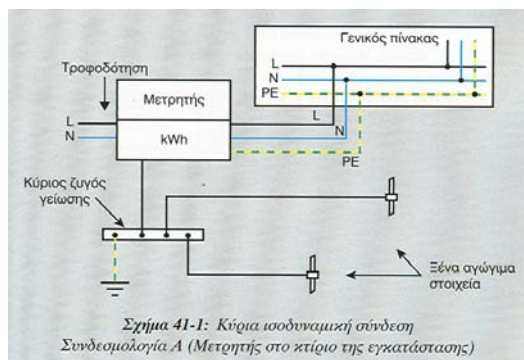 Γενικός πίνακας
L
N
PE
Τροφοδότηση
Μετρητής
L
N
kWh
L
N
PE
Κύριος ζυγός
γείωσης
Ξένα αγώγιμα
στοιχεία
Σχήμα 41-1: Κύρια ισοδυναμική σύνδεση
Συνδεσμολογία Α (Μετρητής στο κτίριο της εγκατάστασης)